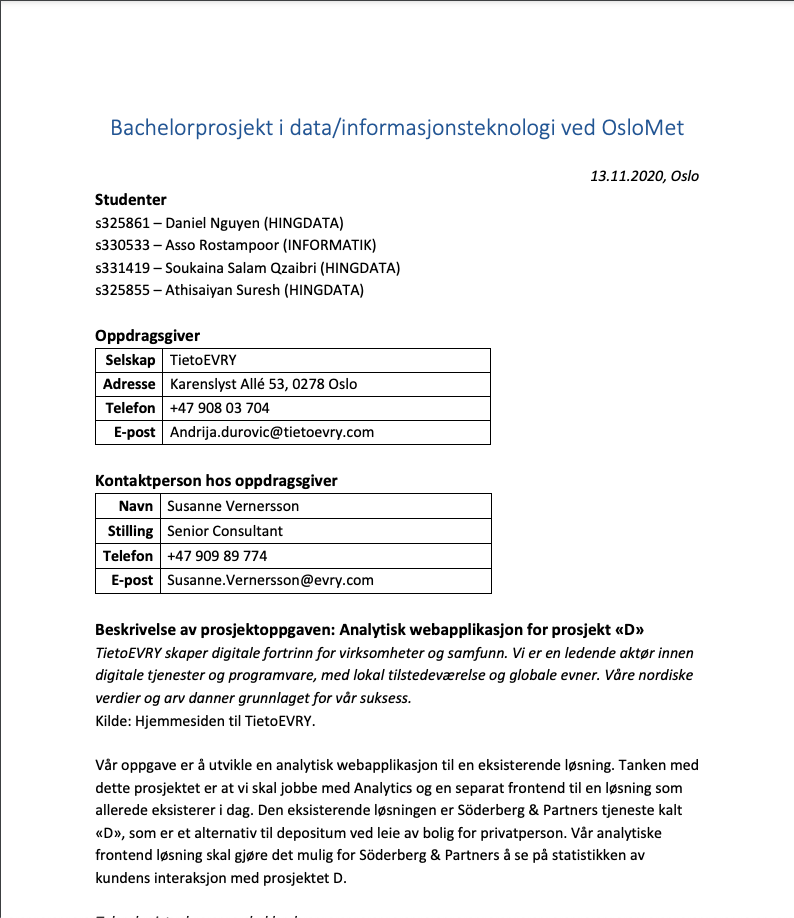 Bachelorprosjekt i data/informasjonsteknologi ved OsloMet
13.11.2020, Oslo
Studenter
s325861 – Daniel Nguyen (HINGDATA)
s330533 – Asso Rostampoor (INFORMATIK)
s331419 – Soukaina Salam Qzaibri (HINGDATA)
s325855 – Athisaiyan Suresh (HINGDATA)
Oppdragsgiver
Selskap TietoEVRY
Adresse Karenslyst Allé 53, 0278 Oslo
Telefon +47 908 03 704
E-post Andrija.durovic@tietoevry.com
Kontaktperson hos oppdragsgiver
Navn Susanne Vernersson
Stilling Senior Consultant
Telefon +47 909 89 774
E-post Susanne.Vernersson@evry.com
Beskrivelse av prosjektoppgaven: Analytisk webapplikasjon for prosjekt «D»
TietoEVRY skaper digitale fortrinn for virksomheter og samfunn. Vi er en ledende aktør innen
digitale tjenester og programvare, med lokal tilstedeværelse og globale evner. Våre nordiske
verdier og arv danner grunnlaget for vår suksess.
Kilde: Hjemmesiden til TietoEVRY.
Vår oppgave er å utvikle en analytisk webapplikasjon til en eksisterende løsning. Tanken med
dette prosjektet er at vi skal jobbe med Analytics og en separat frontend til en løsning som
allerede eksisterer i dag. Den eksisterende løsningen er Söderberg & Partners tjeneste kalt
«D», som er et alternativ til depositum ved leie av bolig for privatperson. Vår analytiske
frontend løsning skal gjøre det mulig for Söderberg & Partners å se på statistikken av
kundens interaksjon med prosjektet D.